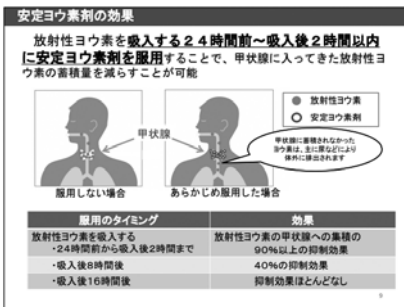 安定ヨウ素剤の効果
放射性ヨウ素を吸入する24時間前～吸入後2時間以内
に安定ヨウ素剤を服用することで、甲状腺に入ってきた放射性ヨ
ウ素の蓄積量を減らすことが可能
放射性ヨウ素
安定ヨウ素剤
甲状腺
甲状腺に蓄積されなかった
ヨウ素は、主に尿などにより
体外に排出されます
服用しない場合
あらかじめ服用した場合
服用のタイミング 効果
放射性ヨウ素を吸入する 放射性ヨウ素の甲状腺への集積の
・24時間前から吸入後2時間まで 90%以上の抑制効果
・吸入後8時間後 40%の抑制効果
・吸入後16時間後 抑制効果ほとんどなし
9